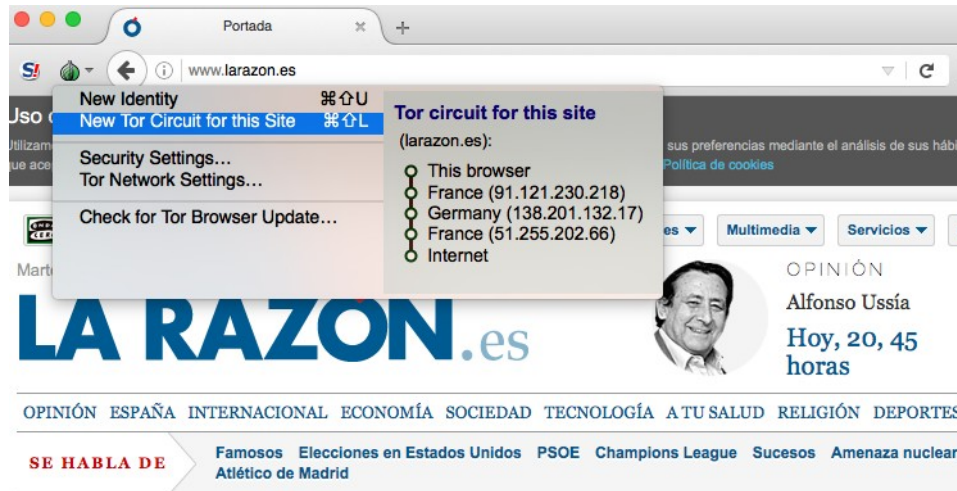 Portada
S!
www.larazon.es
New Identity ⌘⇧U
New Tor Circuit for this Site ⌘⇧L
Security Settings...
Tor Network Settings...
Check for Tor Browser Update...
Tor circuit for this site
(larazon.es):
This browser
France (91.121.230.218)
Germany (138.201.132.17)
France (51.255.202.66)
Internet
Uso
sus preferencias mediante el análisis de sus hábi
que ace
Política de cookies
es
Multimedia
Servicios
Mart
LA RAZÓN.es
OPINIÓN
Alfonso Ussía
Hoy, 20, 45
horas
OPINIÓN ESPAÑA INTERNACIONAL ECONOMÍA SOCIEDAD TECNOLOGÍA A TU SALUD RELIGIÓN DEPORTES
SE HABLA DE
Famosos Elecciones en Estados Unidos PSOE Champions League Sucesos Amenaza nuclear
Atlético de Madrid